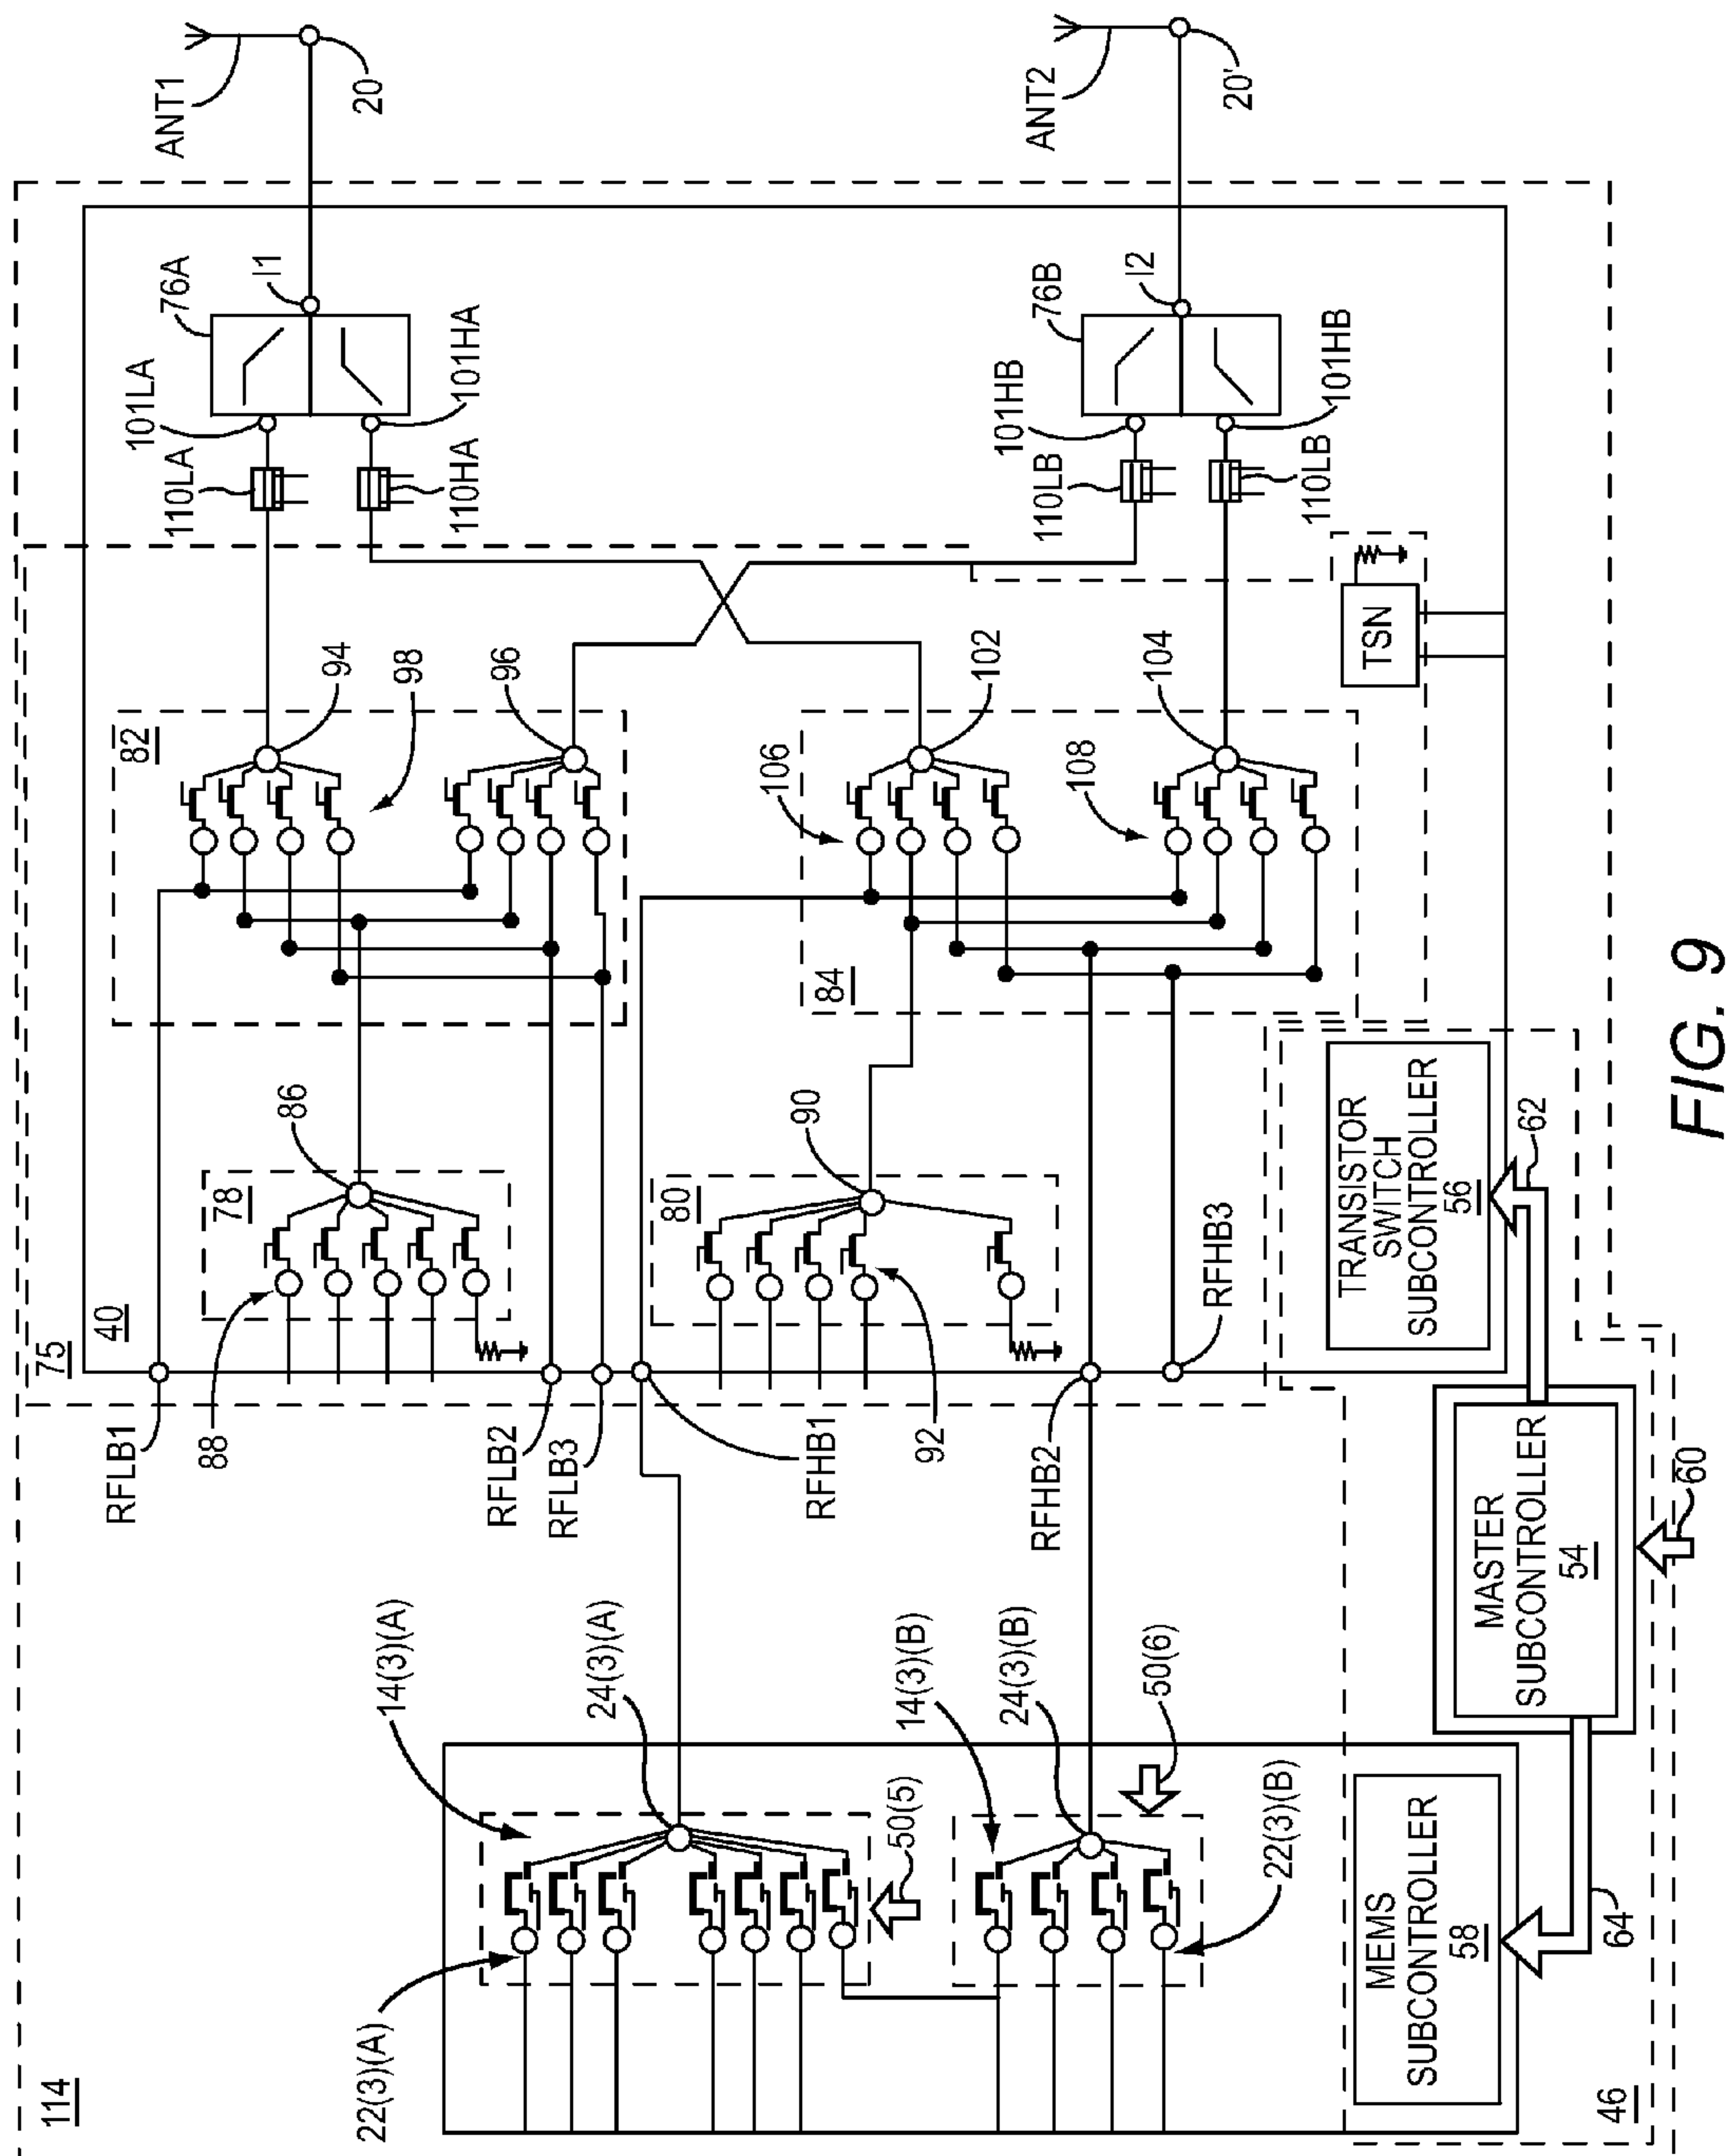 114
75
40
ANT1
20
76A
I1
101LA
110LA
101HA
110HA
82
94
98
96
78
86
88
RFLB1
RFLB2
RFLB3
RFHB1
80
90
92
84
106
102
108
104
RFHB2
RFHB3
ANT2
20'
76B
I2
101HB
110LB
101HB
110LB
TSN
14(3)(A)
24(3)(A)
22(3)(A)
50(5)
14(3)(B)
24(3)(B)
50(6)
22(3)(B)
TRANSISTOR
SWITCH
SUBCONTROLLER
56
62
MASTER
SUBCONTROLLER
54
60
MEMS
SUBCONTROLLER
58
64
46
FIG. 9